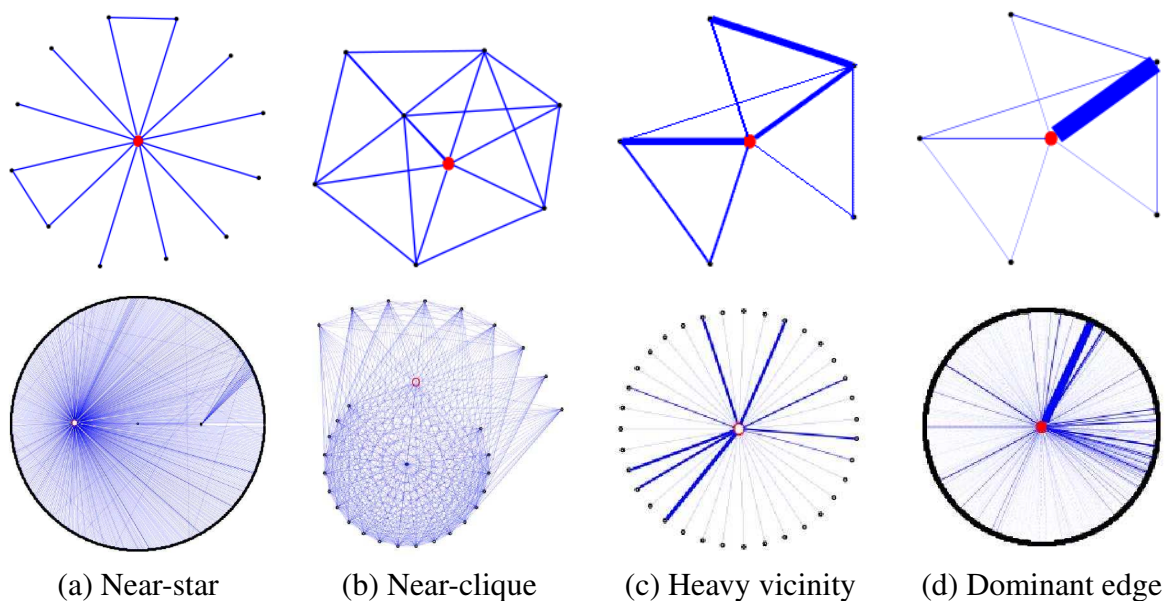 (a) Near-star
(b) Near-clique
(c) Heavy vicinity
(d) Dominant edge